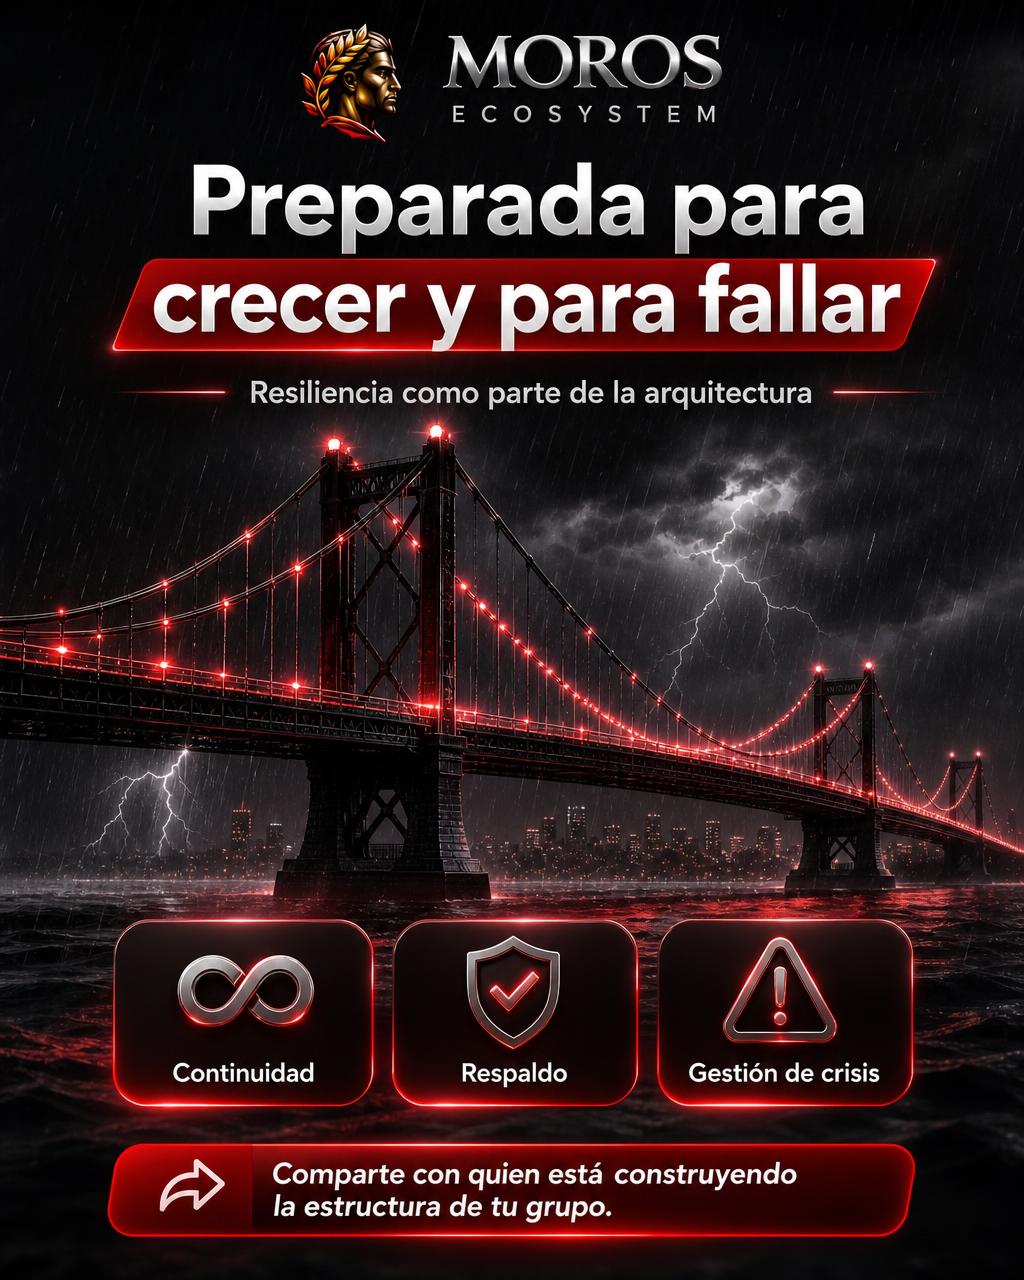 MOROS
ECOSYSTEM
Preparada para
crecer y para fallar
Resiliencia como parte de la arquitectura
Continuidad
Respaldo
Gestión de crisis
Comparte con quien está construyendo
la estructura de tu grupo.